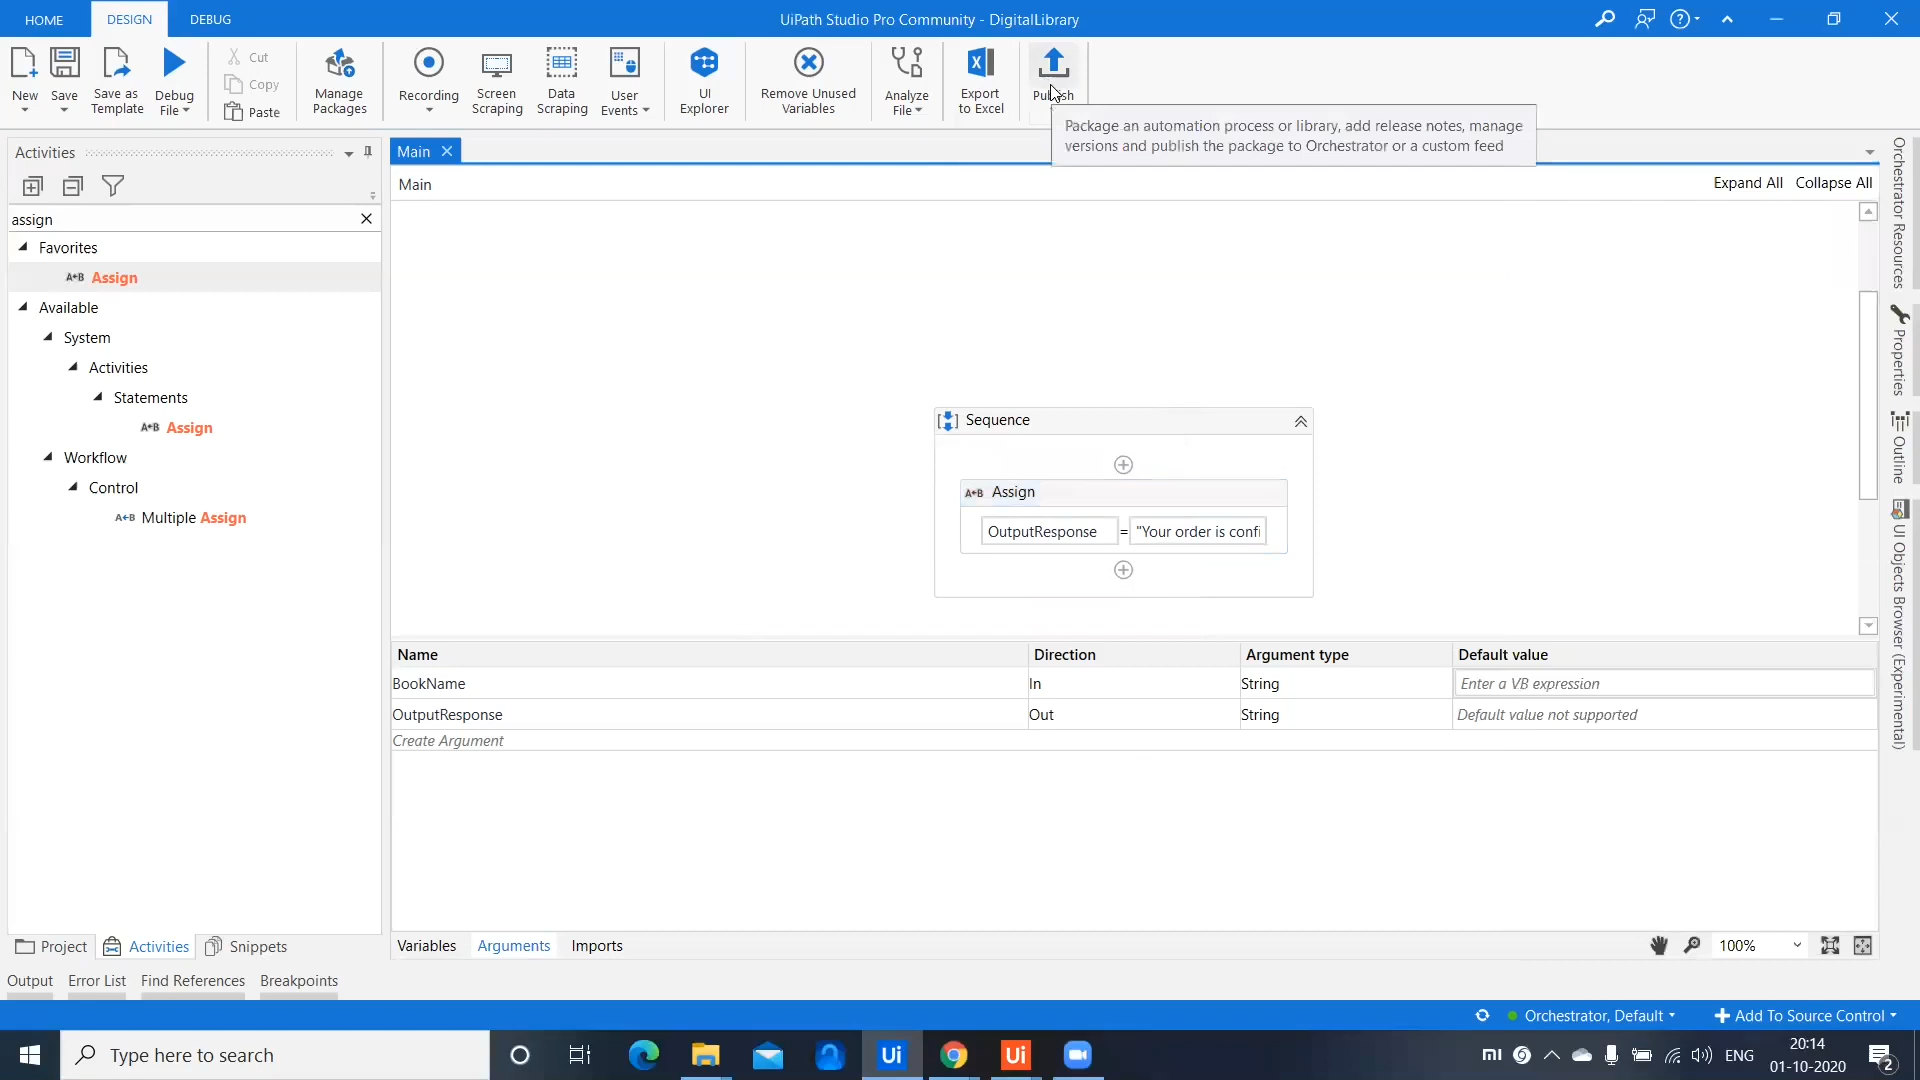 HOME DESIGN DEBUG UiPath Studio Pro Community - DigitalLibrary
New Save Save as Template Debug File Cut Copy Paste Manage Packages Recording Screen Scraping Data Scraping User Events UI Explorer Remove Unused Variables Analyze File Export to Excel Publish
Package an automation process or library, add release notes, manage
versions and publish the package to Orchestrator or a custom feed
Activities
Main
Main Expand All Collapse All
assign
Favorites
A+B Assign
Available
System
Activities
Statements
A+B Assign
Workflow
Control
A+B Multiple Assign
Sequence
A+B Assign
OutputResponse = "Your order is confi
Name Direction Argument type Default value
BookName In String Enter a VB expression
OutputResponse Out String Default value not supported
Create Argument
Orchestrator Resources
Properties
Outline
UI Objects Browser (Experimental)
Project Activities Snippets Variables Arguments Imports 100%
Output Error List Find References Breakpoints
Orchestrator, Default Add To Source Control
Type here to search
Ui Ui
mi ENG
20:14
01-10-2020
2